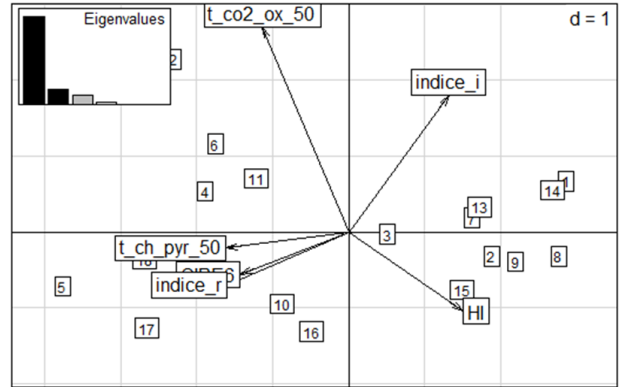 t_co2_ox_50
Eigenvalues
d = 1
2
indice_i
6
11
4
1
14
13
7
3
t_ch_pyr_50
2
9
8
5
indice_r
15
10
HI
17
16